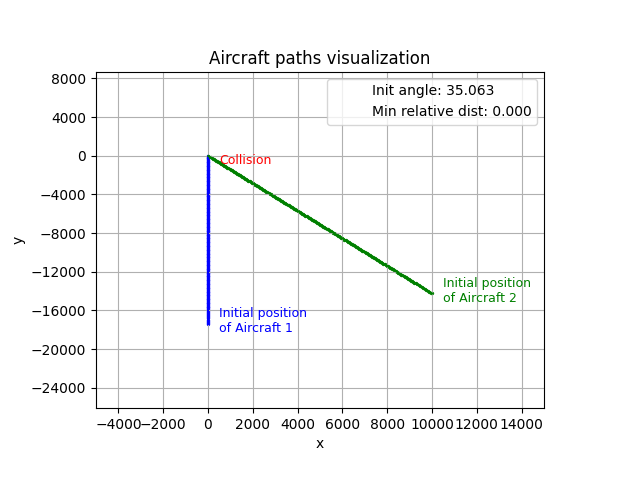 Aircraft paths visualization
Init angle: 35.063
Min relative dist: 0.000
8000
4000
0
−4000
−8000
−12000
−16000
−20000
−24000
y
Collision
Initial position
of Aircraft 2
Initial position
of Aircraft 1
−4000 −2000 0 2000 4000 6000 8000 10000 12000 14000
x